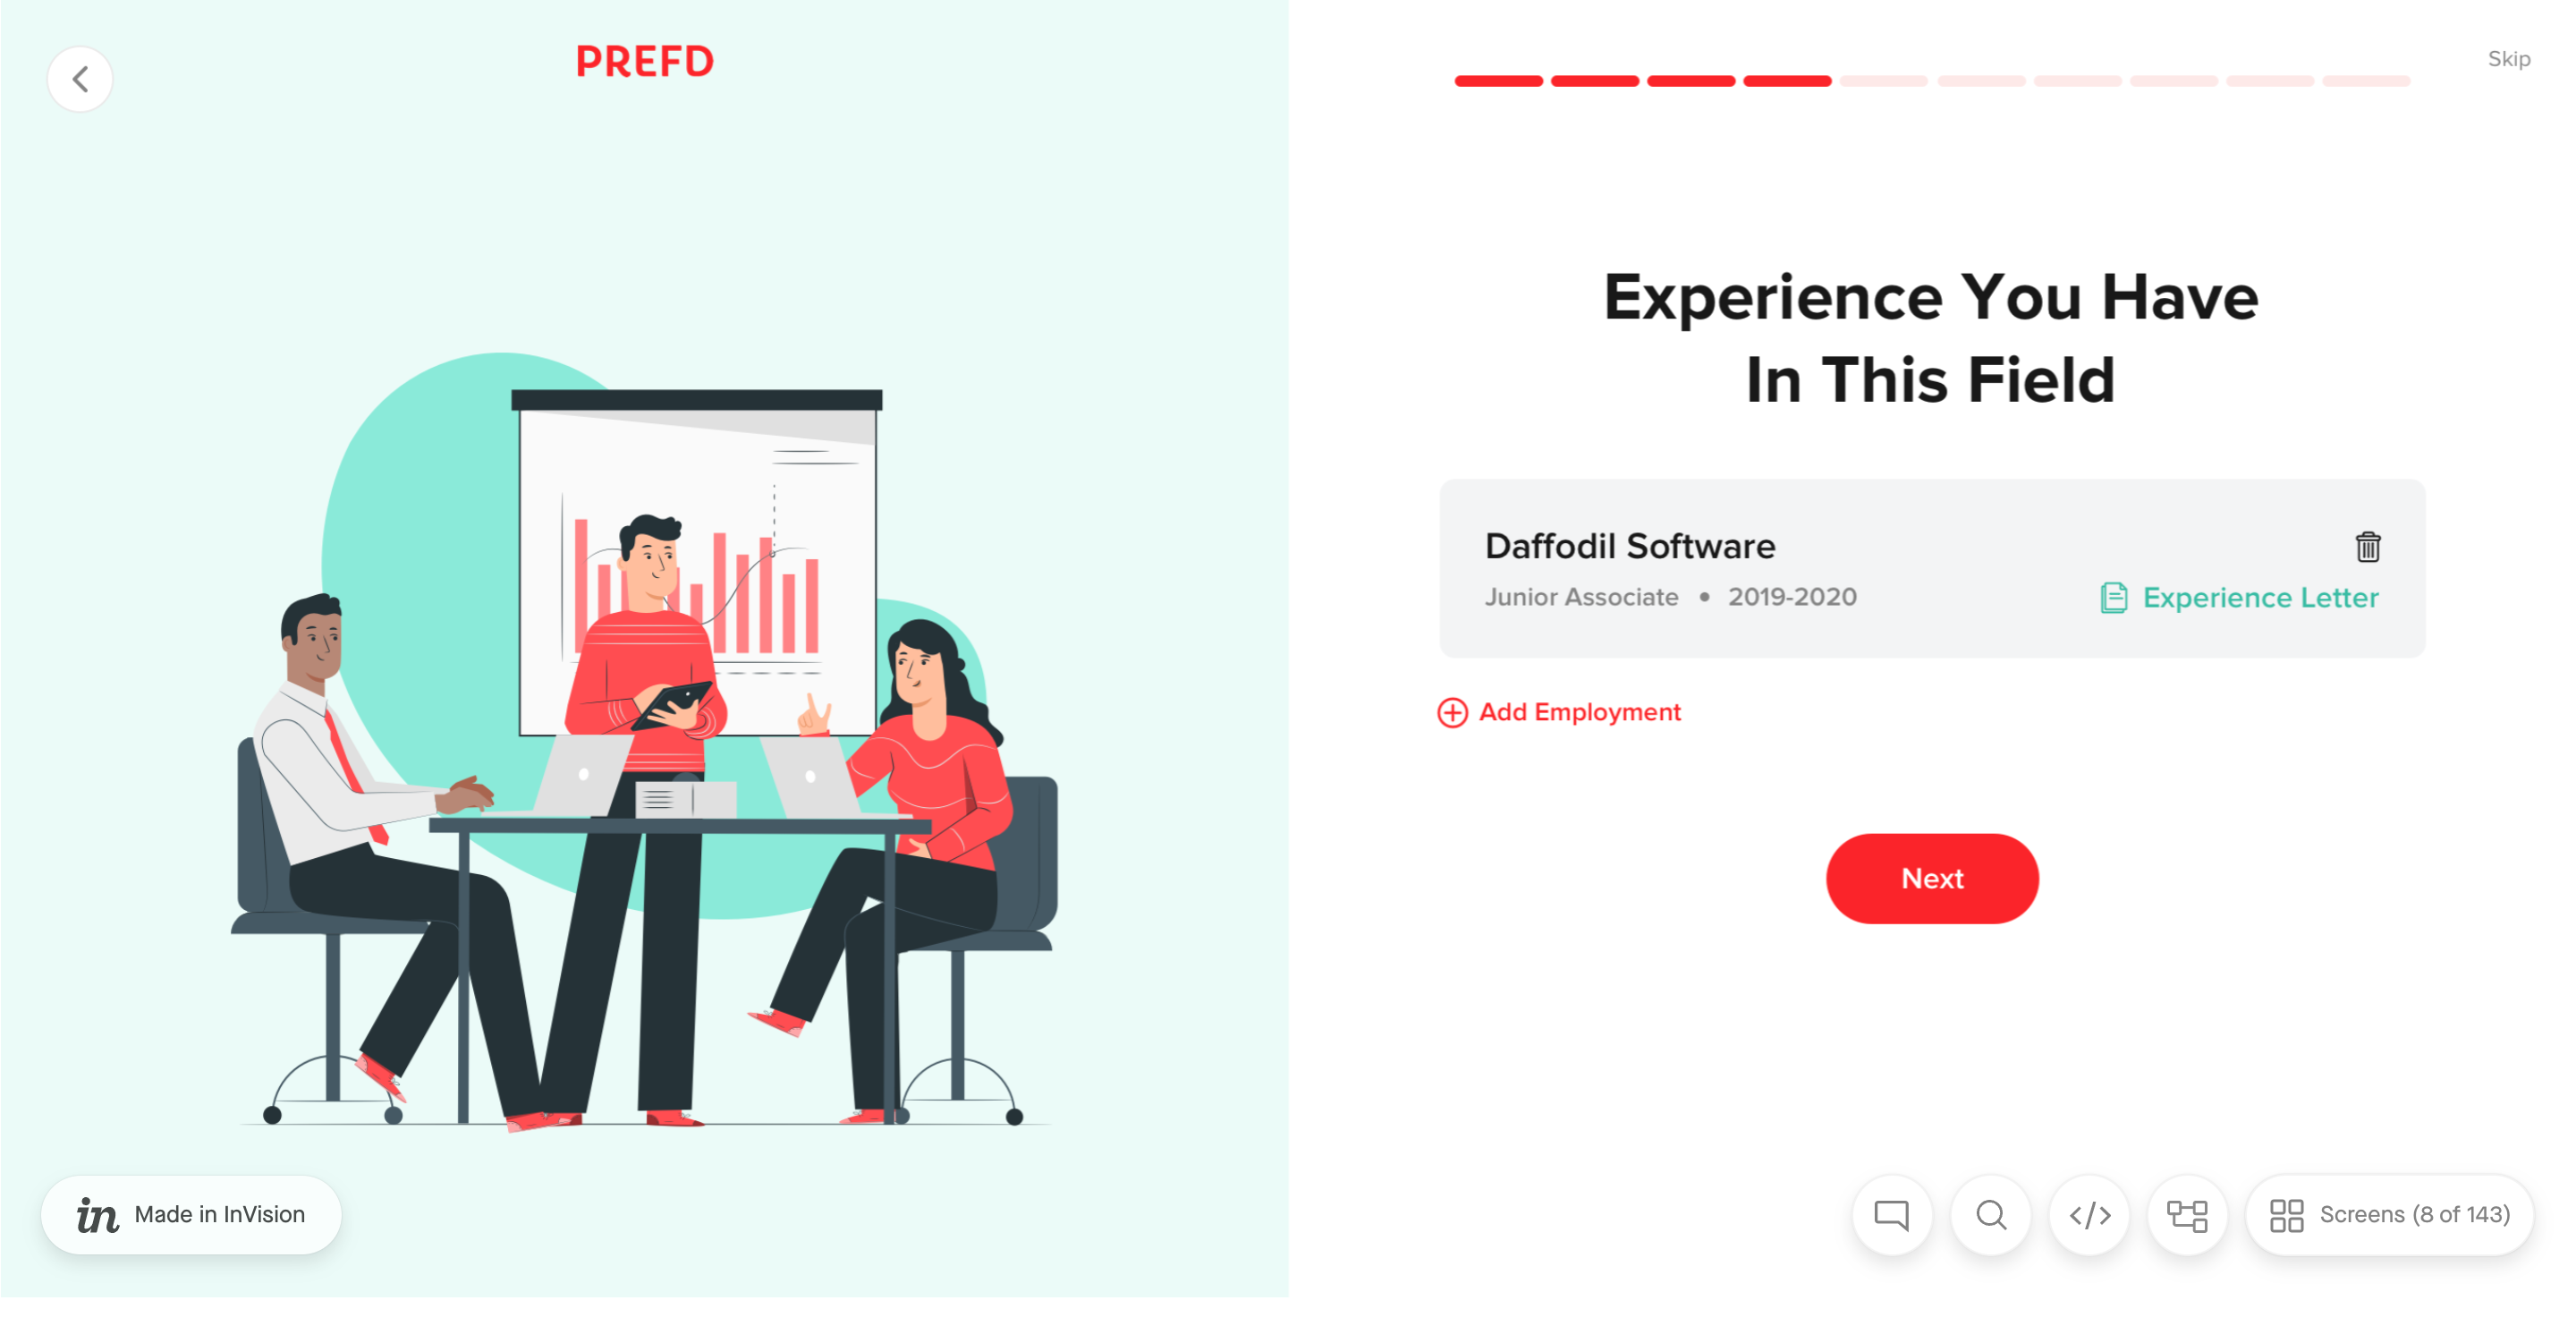 PREFD
Skip
Experience You Have
In This Field
Daffodil Software
Junior Associate • 2019-2020
Experience Letter
Add Employment
Next
in Made in InVision
</> Screens (8 of 143)